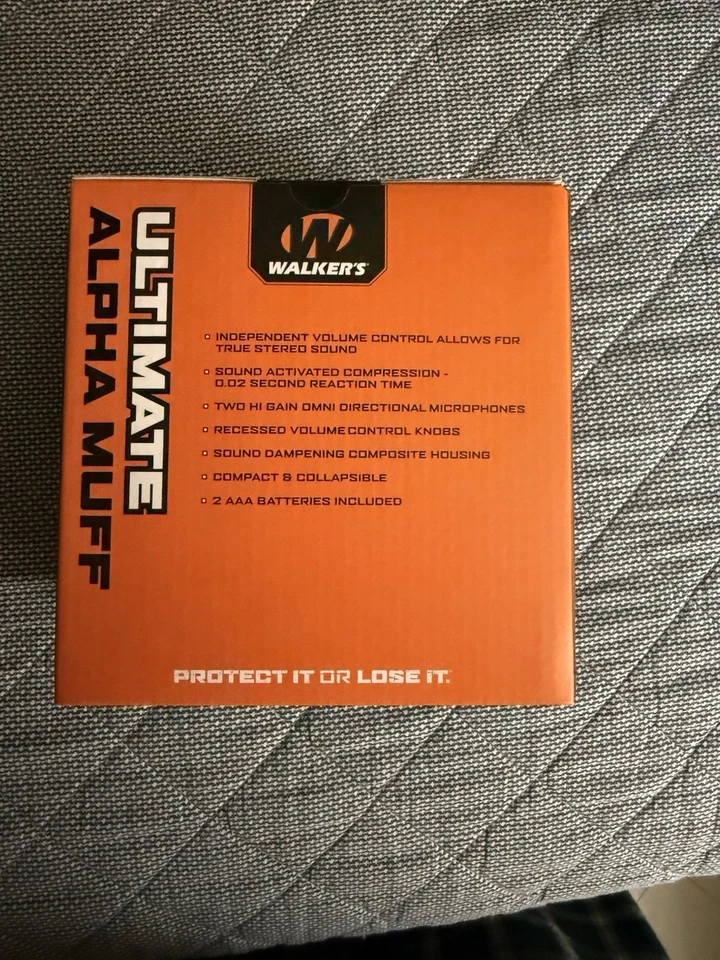 W
WALKER'S®
ULTIMATE
ALPHA MUFF
▫ INDEPENDENT VOLUME CONTROL ALLOWS FOR
TRUE STEREO SOUND
▫ SOUND ACTIVATED COMPRESSION -
0.02 SECOND REACTION TIME
▫ TWO HI GAIN OMNI DIRECTIONAL MICROPHONES
▫ RECESSED VOLUME CONTROL KNOBS
▫ SOUND DAMPENING COMPOSITE HOUSING
▫ COMPACT & COLLAPSIBLE
▫ 2 AAA BATTERIES INCLUDED
PROTECT IT OR LOSE IT.™